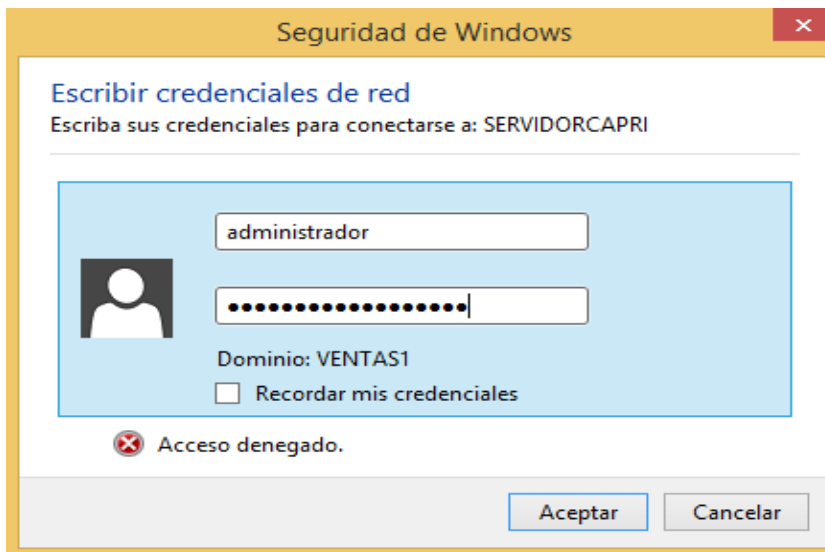 Seguridad de Windows
Escribir credenciales de red
Escriba sus credenciales para conectarse a: SERVIDORCAPRI
administrador
••••••••••••••••••
Dominio: VENTAS1
Recordar mis credenciales
Acceso denegado.
Aceptar Cancelar